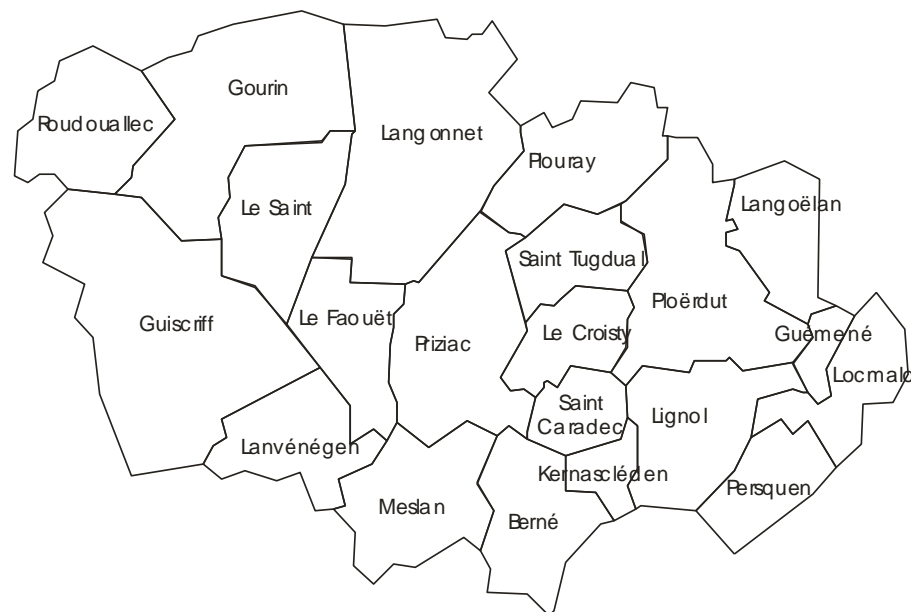 Gourin
Roudouallec
Langonnet
Plouray
Le Saint
Langoëlan
Saint Tugdual
Ploërdut
Guiscriff
Le Faouët
Priziac
Le Croisty
Guémené
Locmalo
Saint
Caradec
Lignol
Lanvénégen
Kernascléden
Persquen
Meslan
Berné